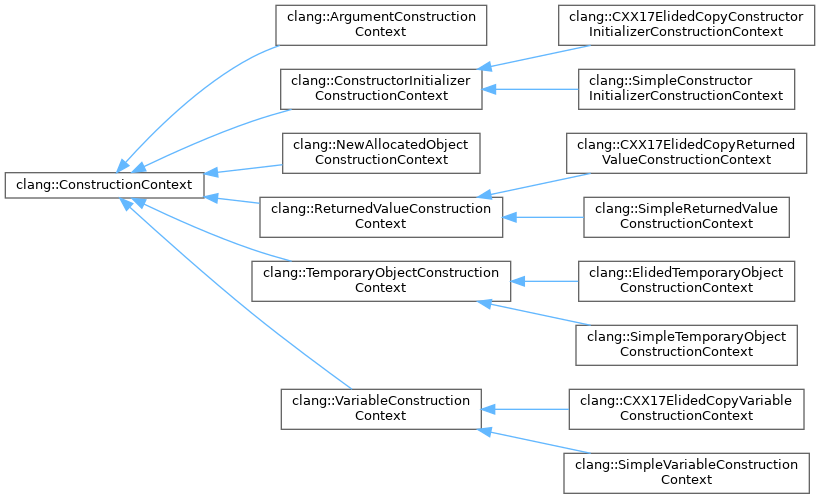 clang::ArgumentConstruction
Context
clang::CXX17ElidedCopyConstructor
InitializerConstructionContext
clang::ConstructorInitializer
ConstructionContext
clang::SimpleConstructor
InitializerConstructionContext
clang::NewAllocatedObject
ConstructionContext
clang::CXX17ElidedCopyReturned
ValueConstructionContext
clang::ConstructionContext
clang::ReturnedValueConstruction
Context
clang::SimpleReturnedValue
ConstructionContext
clang::TemporaryObjectConstruction
Context
clang::ElidedTemporaryObject
ConstructionContext
clang::SimpleTemporaryObject
ConstructionContext
clang::VariableConstruction
Context
clang::CXX17ElidedCopyVariable
ConstructionContext
clang::SimpleVariableConstruction
Context